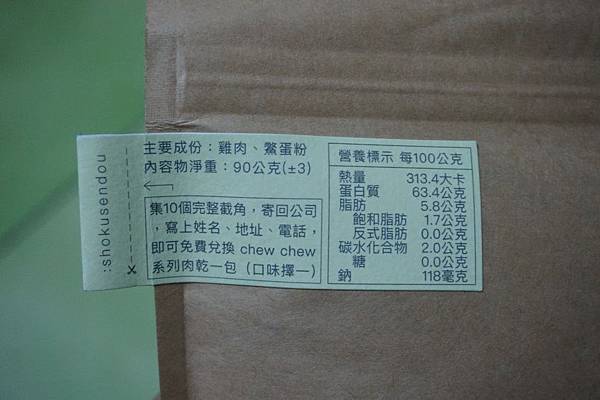 :shokusendou
主要成份：雞肉、鱉蛋粉
內容物淨重：90公克(±3)
集10個完整截角，寄回公司
，寫上姓名、地址、電話，
即可免費兌換 chew chew
系列肉乾一包（口味擇一）
營養標示 每100公克
熱量 313.4大卡
蛋白質 63.4公克
脂肪 5.8公克
飽和脂肪 1.7公克
反式脂肪 0.0公克
碳水化合物 2.0公克
糖 0.0公克
鈉 118毫克